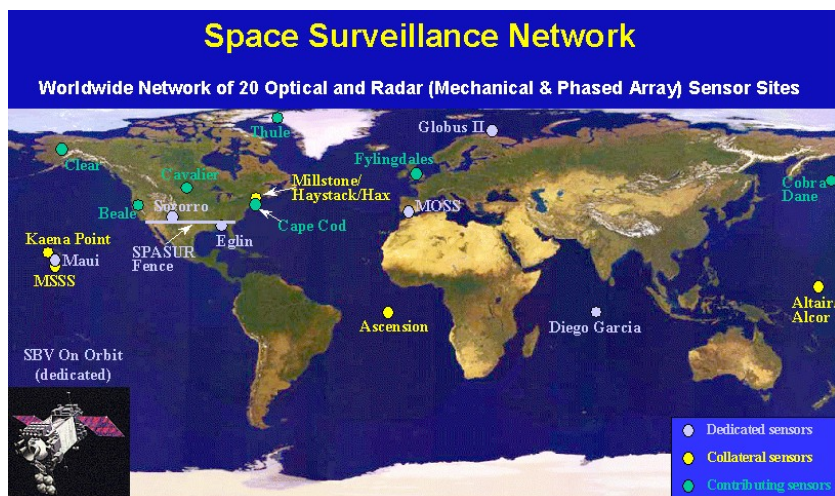 Space Surveillance Network
Worldwide Network of 20 Optical and Radar (Mechanical & Phased Array) Sensor Sites
Thule
Globus II
Clear
Cavalier
Fylingdales
Millstone/
Haystack/Hax
Cobra
Dane
Beale
Socorro
MOSS
Cape Cod
Eglin
SPASUR
Fence
Kaena Point
Maui
MSSS
Altair,
Alcor
Ascension
Diego Garcia
SBV On Orbit
(dedicated)
Dedicated sensors
Collateral sensors
Contributing sensors